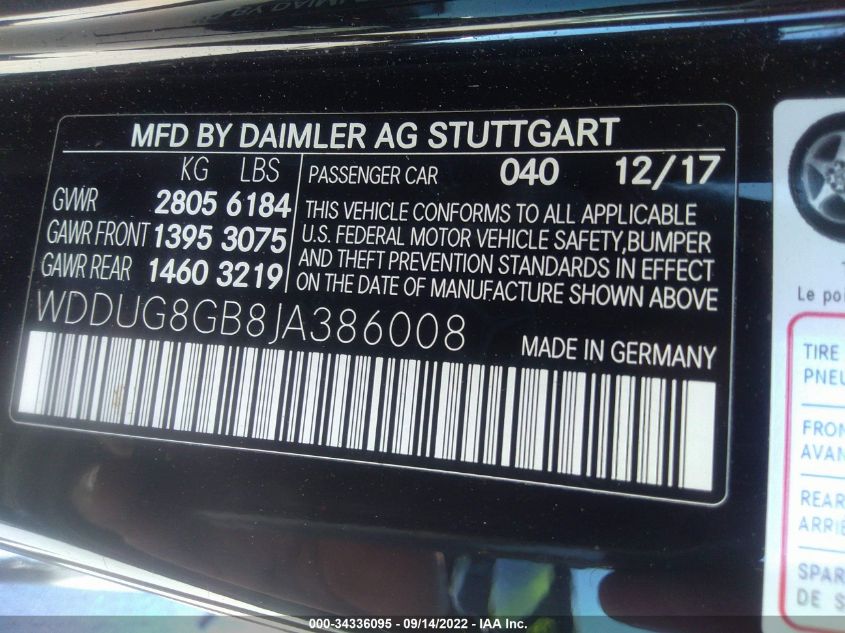 MFD BY DAIMLER AG STUTTGART
KG LBS
GVWR 2805 6184
GAWR FRONT 1395 3075
GAWR REAR 1460 3219
PASSENGER CAR 040 12/17
THIS VEHICLE CONFORMS TO ALL APPLICABLE
U.S. FEDERAL MOTOR VEHICLE SAFETY,BUMPER
AND THEFT PREVENTION STANDARDS IN EFFECT
ON THE DATE OF MANUFACTURE SHOWN ABOVE
WDDUG8GB8JA386008
MADE IN GERMANY
Le
TIRE
FRON
AVAN
REAR
SPAR
DE
000-34336095 - 09/14/2022 - IAA Inc.